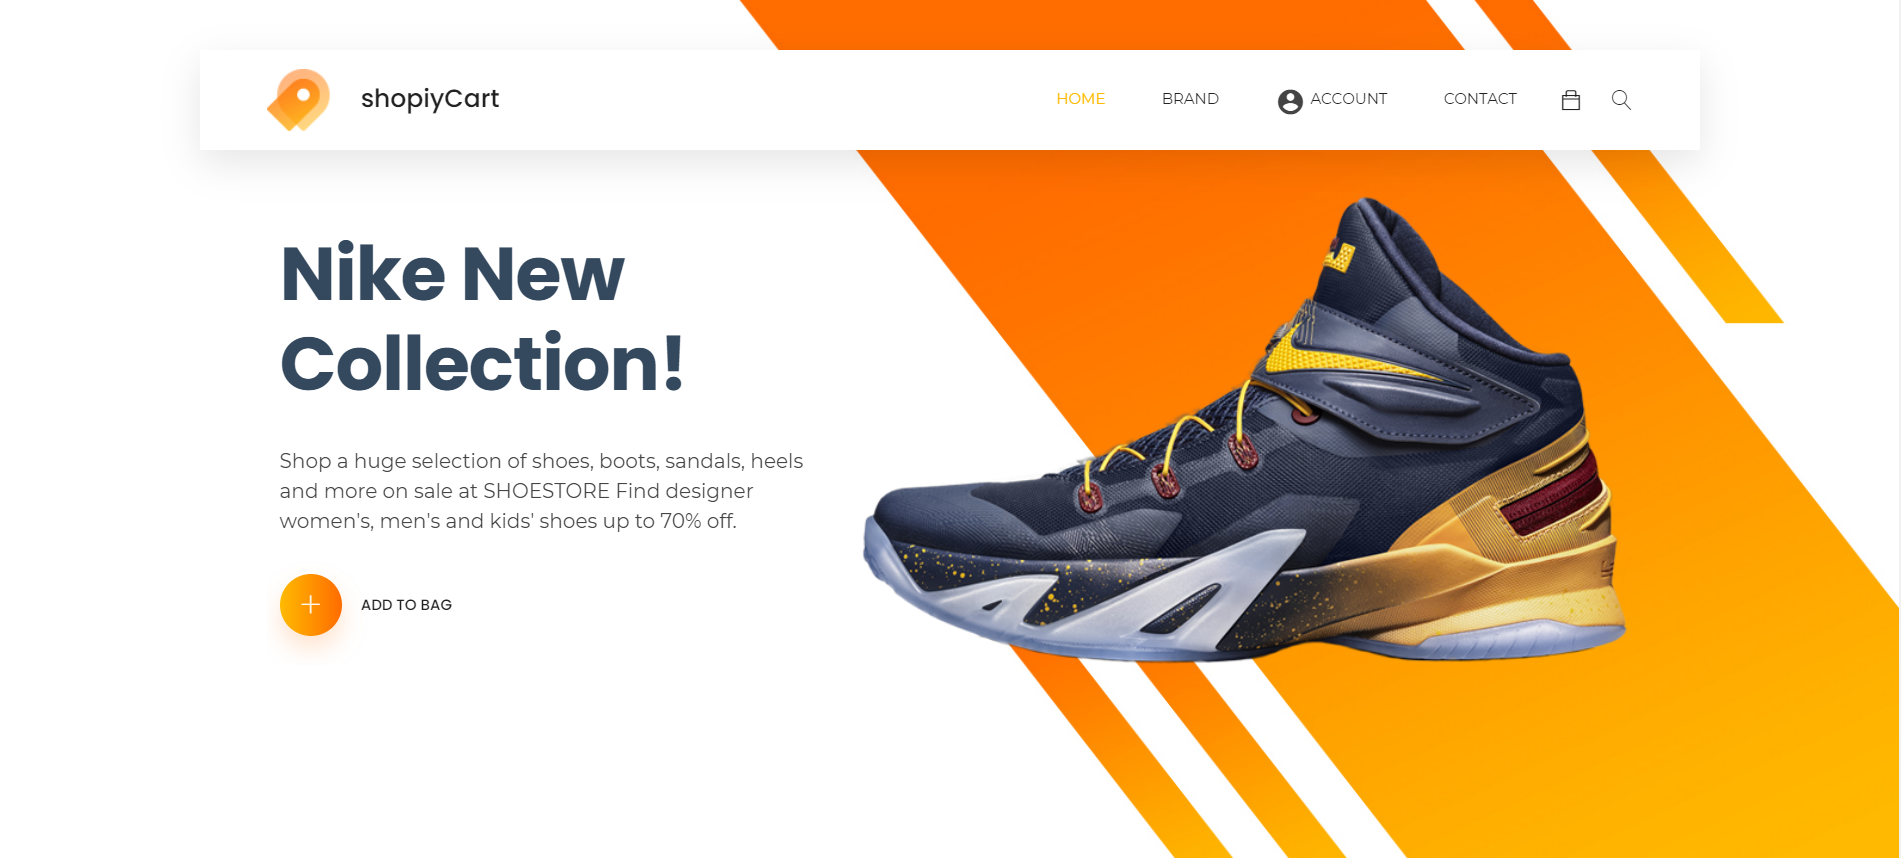 shopiyCart
HOME
BRAND
ACCOUNT
CONTACT
Nike New
Collection!
Shop a huge selection of shoes, boots, sandals, heels
and more on sale at SHOESTORE Find designer
women's, men's and kids' shoes up to 70% off.
ADD TO BAG